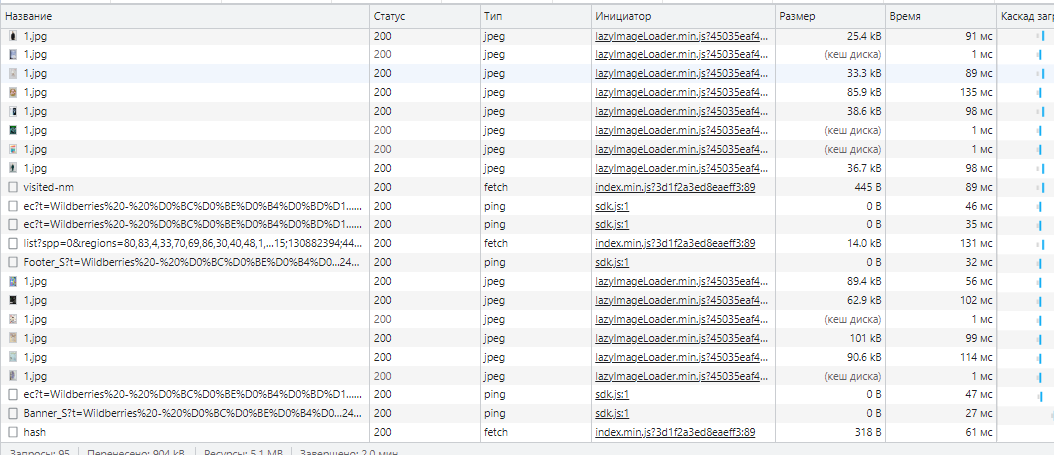 Название Статус Тип Инициатор Размер Время Каскад загр
1.jpg 200 jpeg lazyImageLoader.min.js?45035eaf4... 25.4 kB 91 мс
1.jpg 200 jpeg lazyImageLoader.min.js?45035eaf4... (кеш диска) 1 мс
1.jpg 200 jpeg lazyImageLoader.min.js?45035eaf4... 33.3 kB 89 мс
1.jpg 200 jpeg lazyImageLoader.min.js?45035eaf4... 85.9 kB 135 мс
1.jpg 200 jpeg lazyImageLoader.min.js?45035eaf4... 38.6 kB 98 мс
1.jpg 200 jpeg lazyImageLoader.min.js?45035eaf4... (кеш диска) 1 мс
1.jpg 200 jpeg lazyImageLoader.min.js?45035eaf4... (кеш диска) 1 мс
1.jpg 200 jpeg lazyImageLoader.min.js?45035eaf4... 36.7 kB 98 мс
visited-nm 200 fetch index.min.js?3d1f2a3ed8eaeff3:89 445 B 89 мс
ec?t=Wildberries%20-%20%D0%BC%D0%BE%D0%B4%D0%BD%D1...... 200 ping sdk.js:1 0 B 46 мс
ec?t=Wildberries%20-%20%D0%BC%D0%BE%D0%B4%D0%BD%D1...... 200 ping sdk.js:1 0 B 35 мс
list?spp=0&regions=80,83,4,33,70,69,86,30,40,48,1,...15;130882394;44... 200 fetch index.min.js?3d1f2a3ed8eaeff3:89 14.0 kB 131 мс
Footer_S?t=Wildberries%20-%20%D0%BC%D0%BE%D0%B4%D0...24... 200 ping sdk.js:1 0 B 32 мс
1.jpg 200 jpeg lazyImageLoader.min.js?45035eaf4... 89.4 kB 56 мс
1.jpg 200 jpeg lazyImageLoader.min.js?45035eaf4... 62.9 kB 102 мс
1.jpg 200 jpeg lazyImageLoader.min.js?45035eaf4... (кеш диска) 1 мс
1.jpg 200 jpeg lazyImageLoader.min.js?45035eaf4... 101 kB 99 мс
1.jpg 200 jpeg lazyImageLoader.min.js?45035eaf4... 90.6 kB 114 мс
1.jpg 200 jpeg lazyImageLoader.min.js?45035eaf4... (кеш диска) 1 мс
ec?t=Wildberries%20-%20%D0%BC%D0%BE%D0%B4%D0%BD%D1...... 200 ping sdk.js:1 0 B 47 мс
Banner_S?t=Wildberries%20-%20%D0%BC%D0%BE%D0%B4%D0...24... 200 ping sdk.js:1 0 B 27 мс
hash 200 fetch index.min.js?3d1f2a3ed8eaeff3:89 318 B 61 мс
Запросы: 95 Перенесено: 904 kB Ресурсы: 5.1 MB Завершено: 2.0 мин